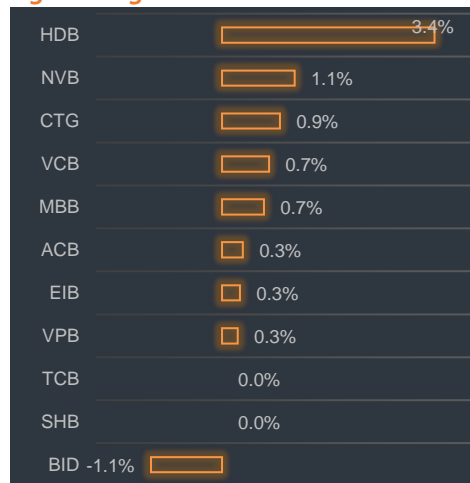 HDB 3.4%
NVB 1.1%
CTG 0.9%
VCB 0.7%
MBB 0.7%
ACB 0.3%
EIB 0.3%
VPB 0.3%
TCB 0.0%
SHB 0.0%
BID -1.1%